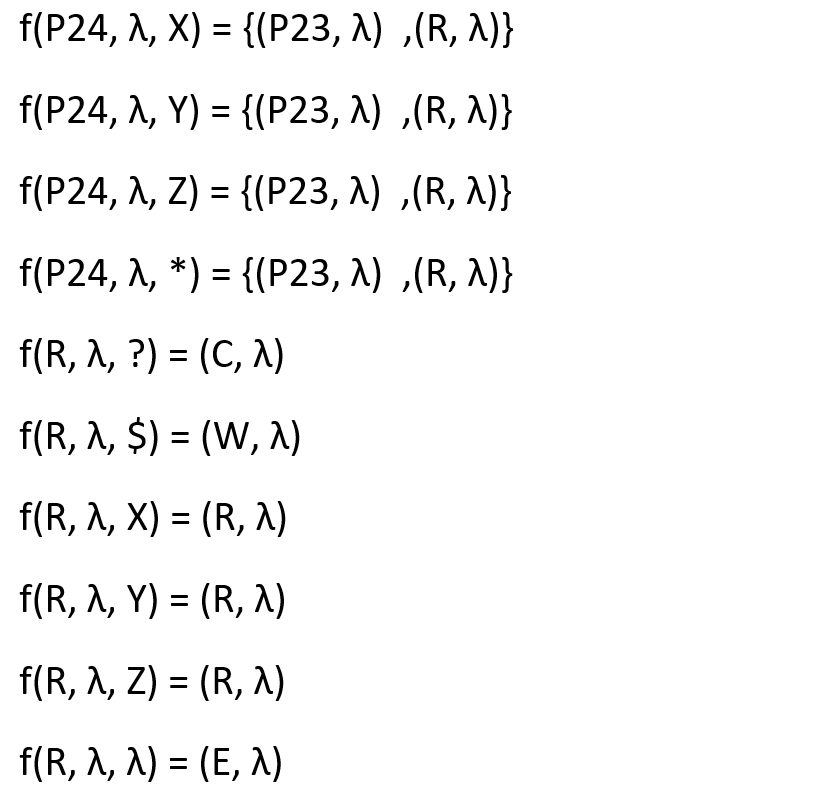 f(P24, λ, X) = {(P23, λ) ,(R, λ)}
f(P24, λ, Y) = {(P23, λ) ,(R, λ)}
f(P24, λ, Z) = {(P23, λ) ,(R, λ)}
f(P24, λ, *) = {(P23, λ) ,(R, λ)}
f(R, λ, ?) = (C, λ)
f(R, λ, $) = (W, λ)
f(R, λ, X) = (R, λ)
f(R, λ, Y) = (R, λ)
f(R, λ, Z) = (R, λ)
f(R, λ, λ) = (E, λ)